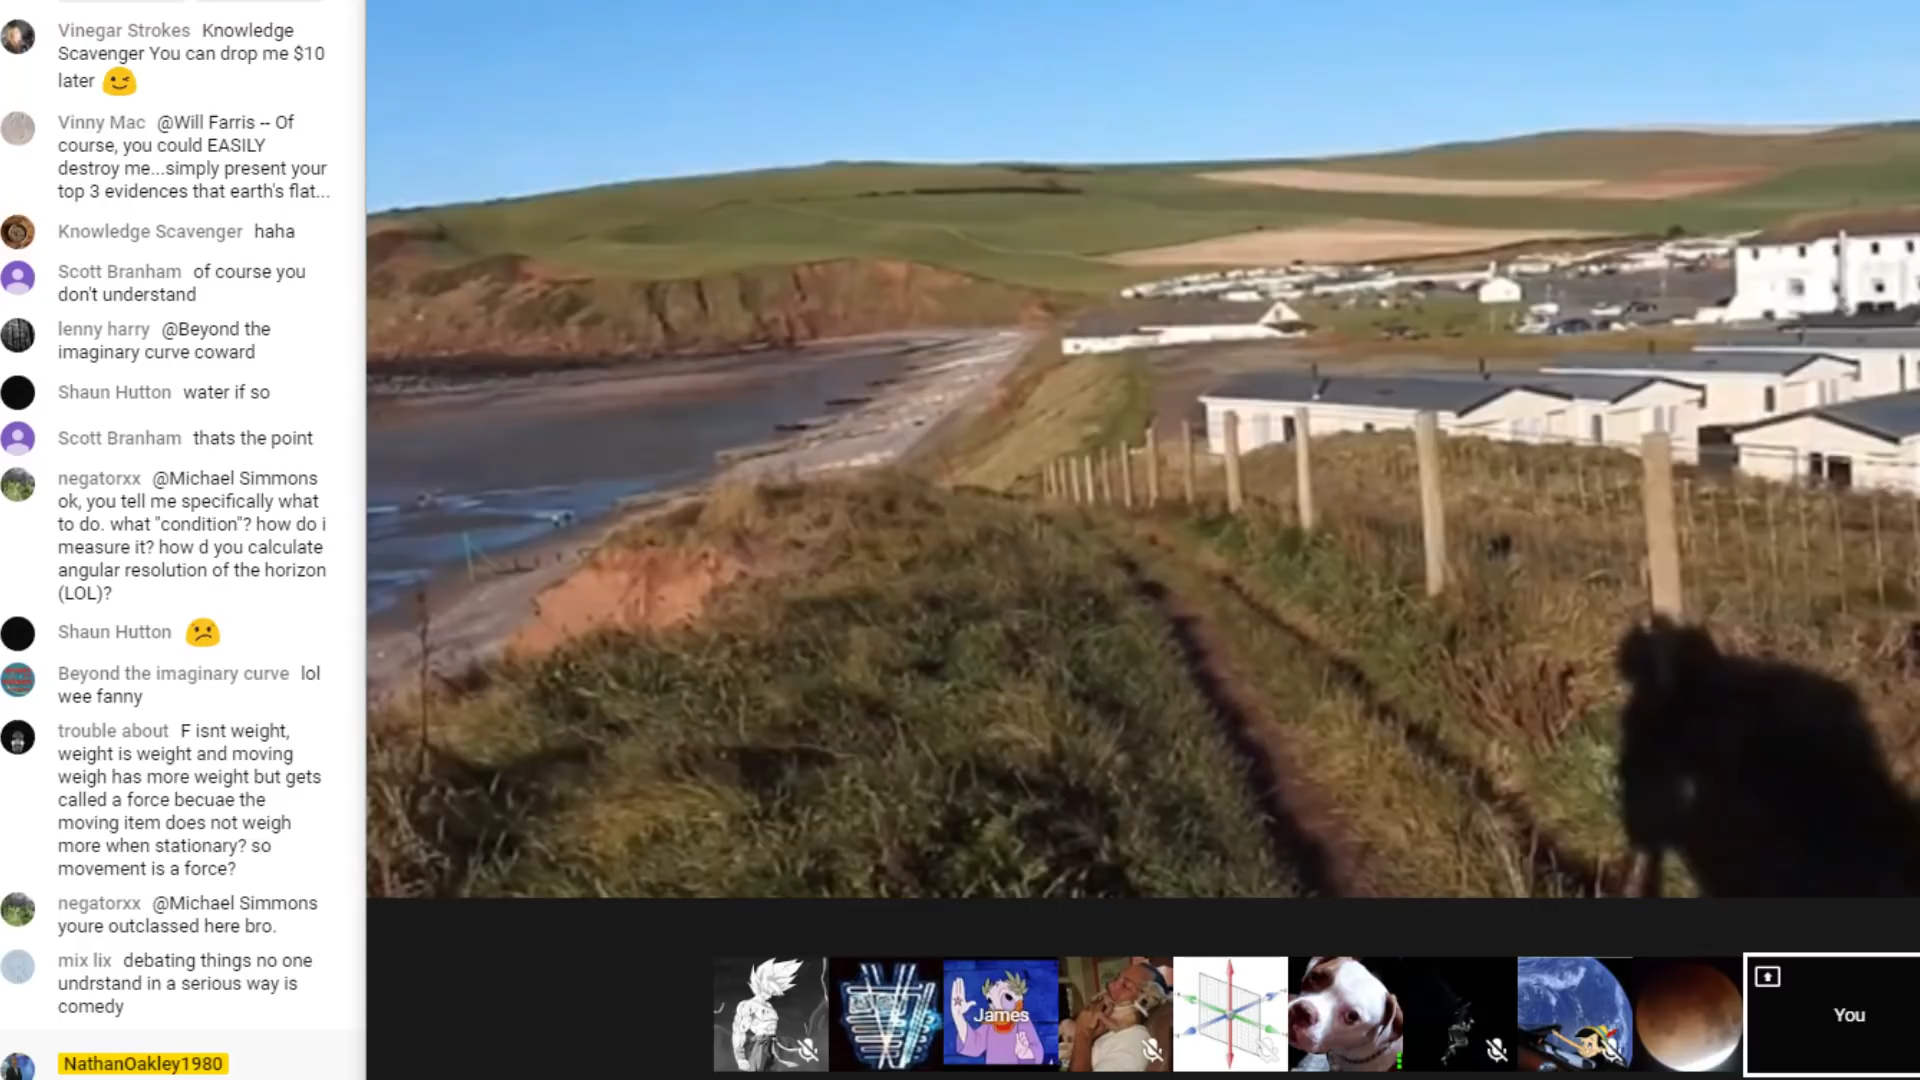 Vinegar Strokes Knowledge
Scavenger You can drop me $10
later
Vinny Mac @Will Farris -- Of
course, you could EASILY
destroy me...simply present your
top 3 evidences that earth's flat...
Knowledge Scavenger haha
Scott Branham of course you
don't understand
lenny harry @Beyond the
imaginary curve coward
Shaun Hutton water if so
Scott Branham thats the point
negatorxx @Michael Simmons
ok, you tell me specifically what
to do. what "condition"? how do i
measure it? how d you calculate
angular resolution of the horizon
(LOL)?
Shaun Hutton
Beyond the imaginary curve lol
wee fanny
trouble about F isnt weight,
weight is weight and moving
weigh has more weight but gets
called a force becuae the
moving item does not weigh
more when stationary? so
movement is a force?
negatorxx @Michael Simmons
youre outclassed here bro.
mix lix debating things no one
undrstand in a serious way is
comedy
NathanOakley1980
James
You